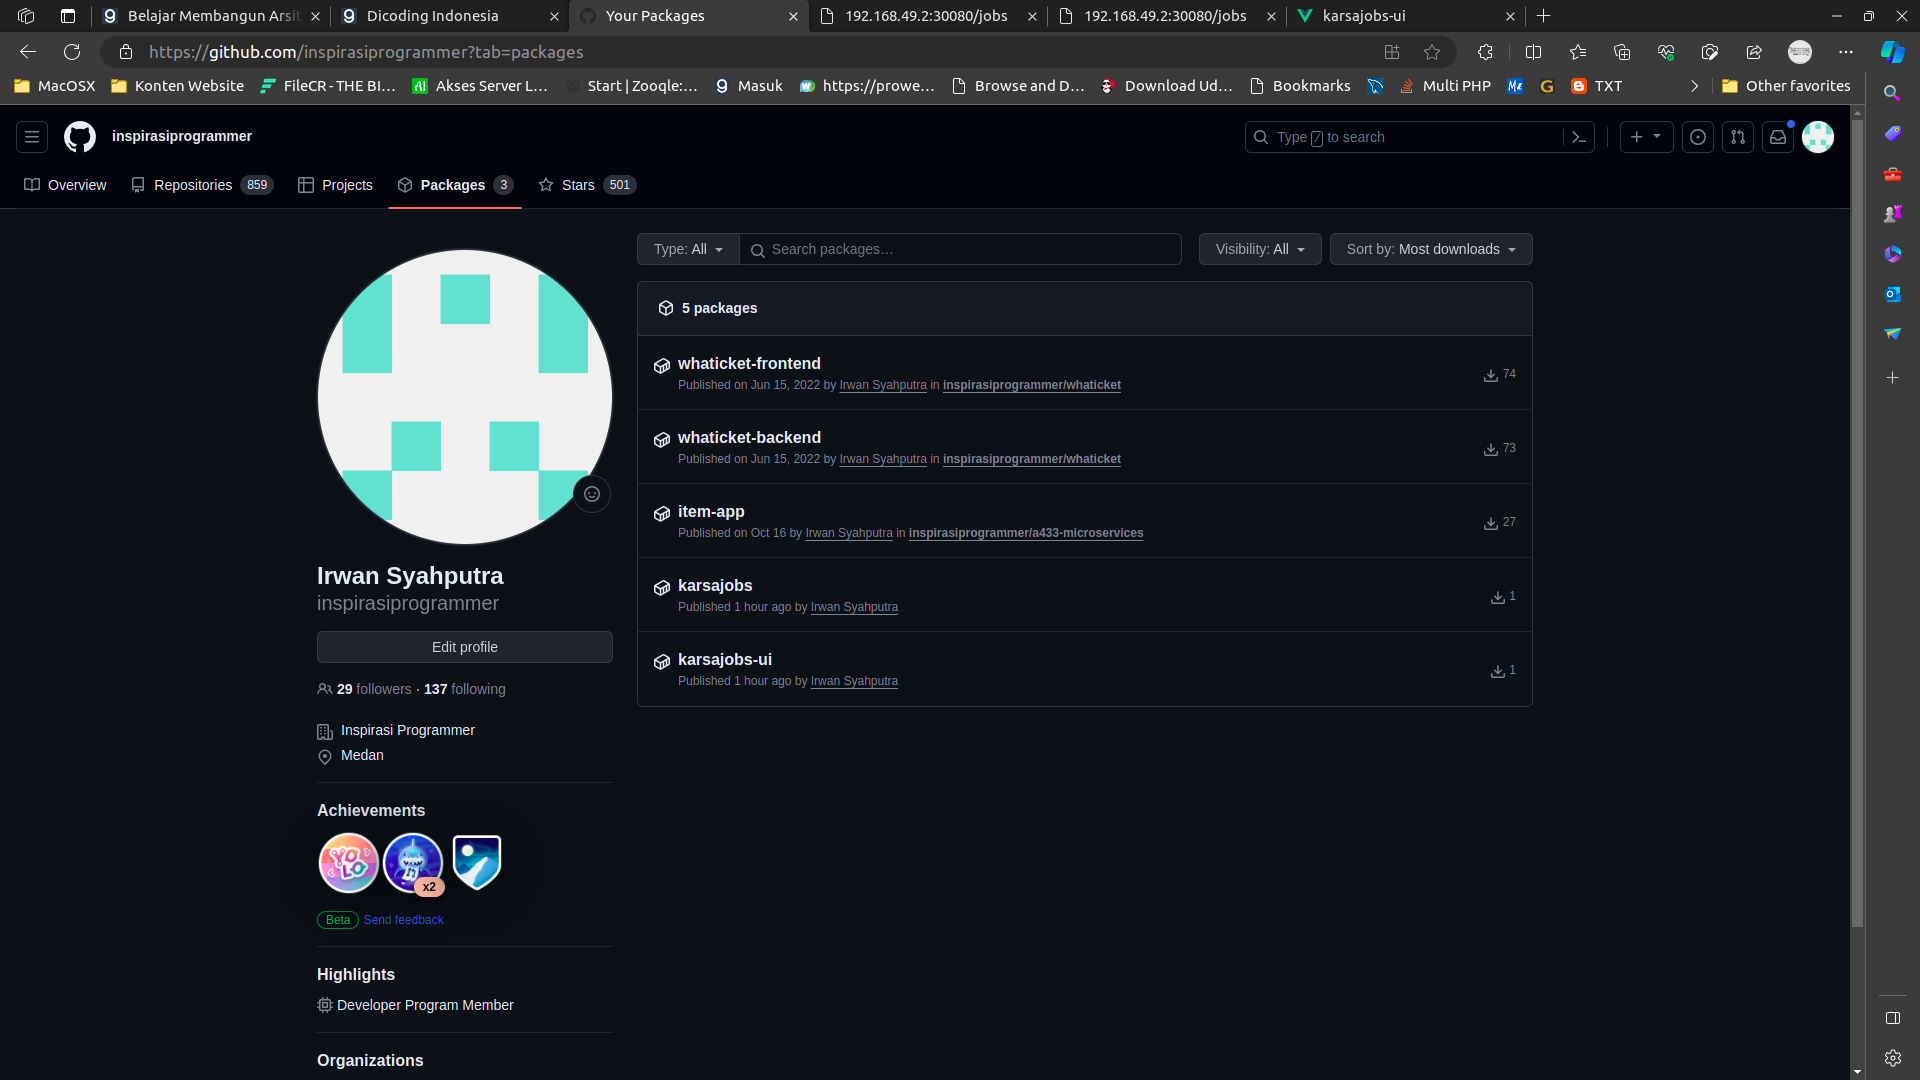 Belajar Membangun Arsit
Dicoding Indonesia
Your Packages
192.168.49.2:30080/jobs
192.168.49.2:30080/jobs
karsajobs-ui
https://github.com/inspirasiprogrammer?tab=packages
MacOSX
Konten Website
FileCR - THE BI...
AI
Akses Server L...
Start | Zooqle:...
Masuk
https://prowe...
Browse and D...
Download Ud...
Bookmarks
Multi PHP
TXT
Other favorites
inspirasiprogrammer
Type / to search
Overview
Repositories 859
Projects
Packages 3
Stars 501
Type: All
Search packages…
Visibility: All
Sort by: Most downloads
5 packages
whaticket-frontend
Published on Jun 15, 2022 by Irwan Syahputra in inspirasiprogrammer/whaticket
74
whaticket-backend
Published on Jun 15, 2022 by Irwan Syahputra in inspirasiprogrammer/whaticket
73
item-app
Published on Oct 16 by Irwan Syahputra in inspirasiprogrammer/a433-microservices
27
karsajobs
Published 1 hour ago by Irwan Syahputra
1
karsajobs-ui
Published 1 hour ago by Irwan Syahputra
1
Irwan Syahputra
inspirasiprogrammer
Edit profile
29 followers · 137 following
Inspirasi Programmer
Medan
Achievements
YOLO
x2
Beta Send feedback
Highlights
Developer Program Member
Organizations